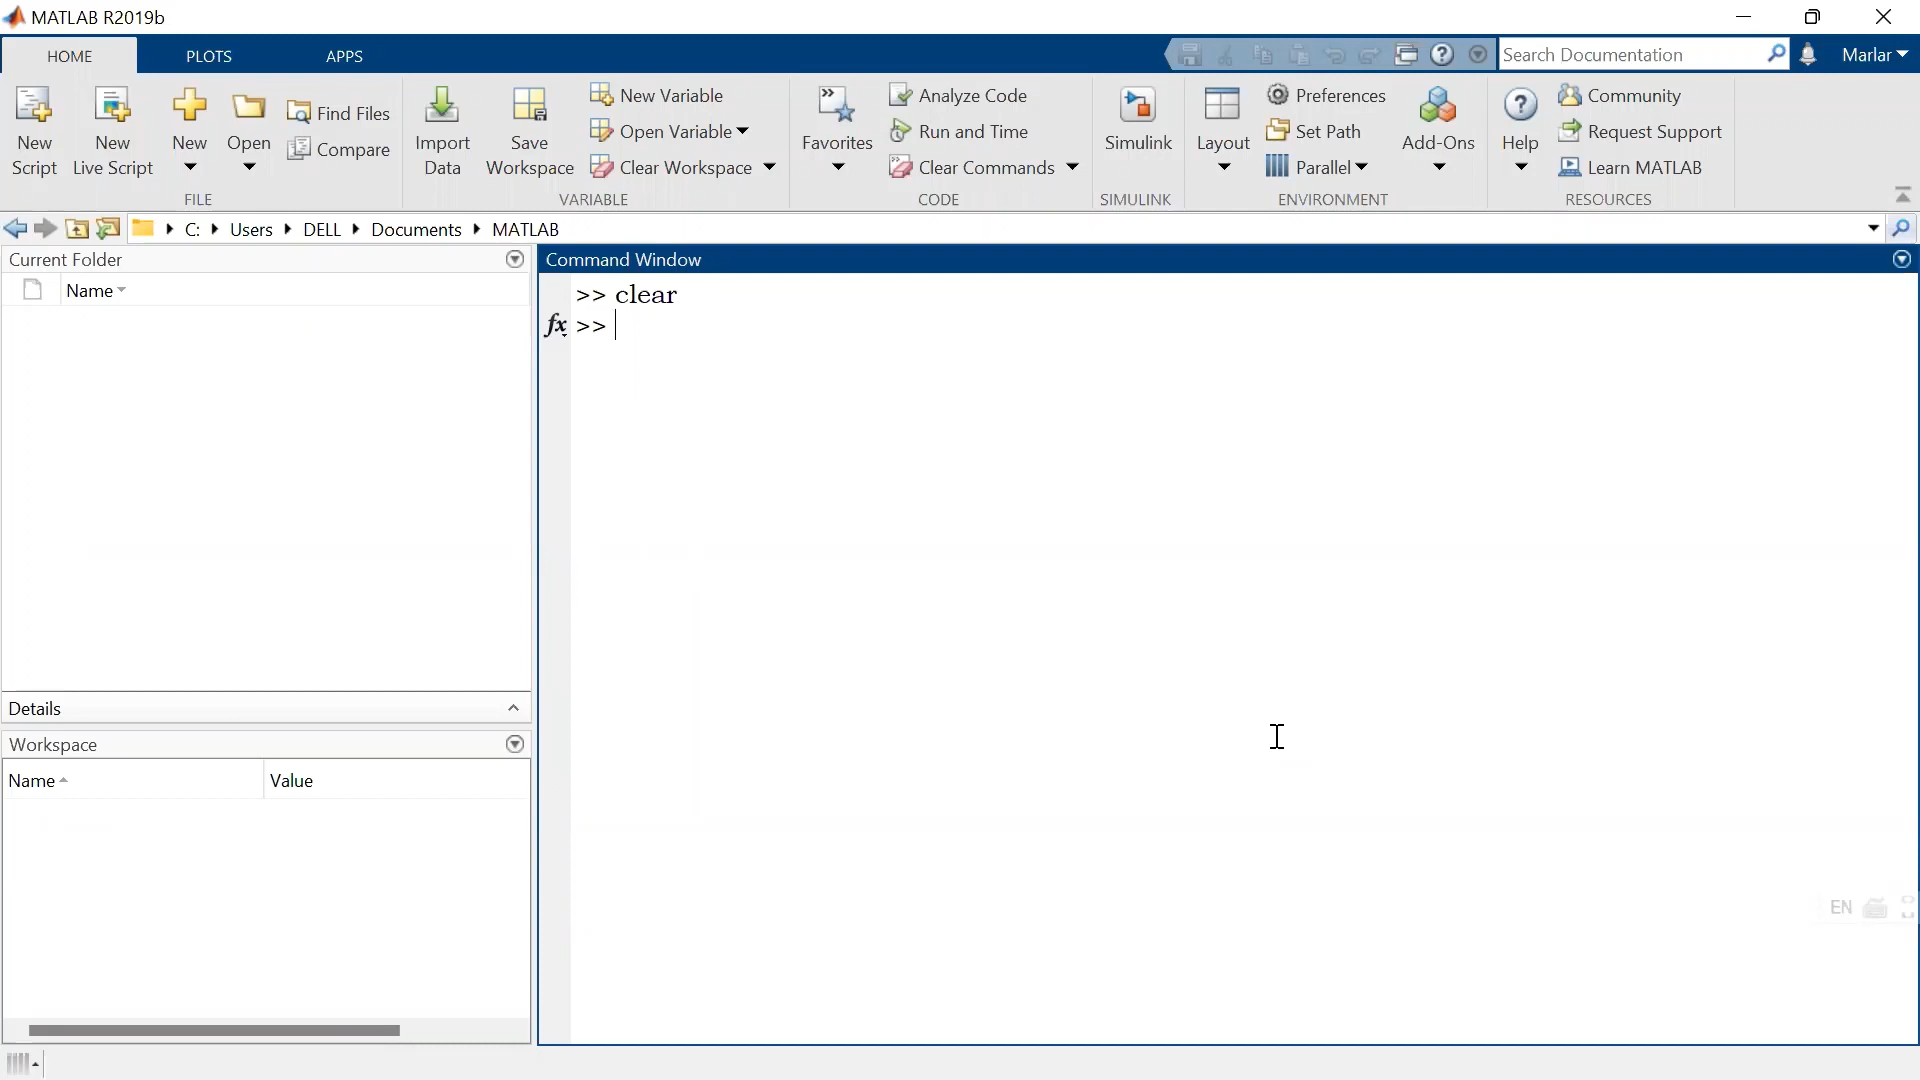 MATLAB R2019b
HOME PLOTS APPS
Search Documentation
Marlar
New Script
New Live Script
New
Open
Find Files
Compare
FILE
Import Data
Save Workspace
New Variable
Open Variable
Clear Workspace
VARIABLE
Favorites
Analyze Code
Run and Time
Clear Commands
CODE
Simulink
SIMULINK
Layout
Preferences
Set Path
Parallel
Add-Ons
ENVIRONMENT
Help
Community
Request Support
Learn MATLAB
RESOURCES
C: Users DELL Documents MATLAB
Current Folder
Name
Command Window
>> clear
fx >>
Details
Workspace
Name Value
EN